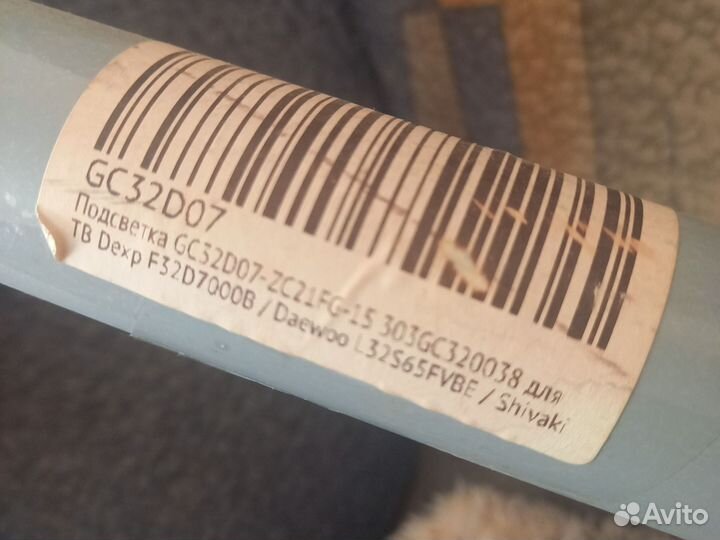 GC32D07
Подсветка GC32D07-ZC21FG-15 303GC320038 для
ТВ Dexp F32D7000B / Daewoo L32S65FVBE / Shivaki
Avito